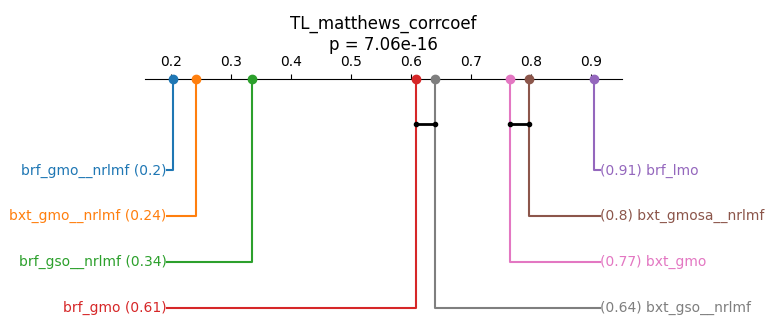 TL_matthews_corrcoef
p = 7.06e-16
0.2 0.3 0.4 0.5 0.6 0.7 0.8 0.9
brf_gmo__nrlmf (0.2) (0.91) brf_lmo
bxt_gmo__nrlmf (0.24) (0.8) bxt_gmosa__nrlmf
brf_gso__nrlmf (0.34) (0.77) bxt_gmo
brf_gmo (0.61) (0.64) bxt_gso__nrlmf